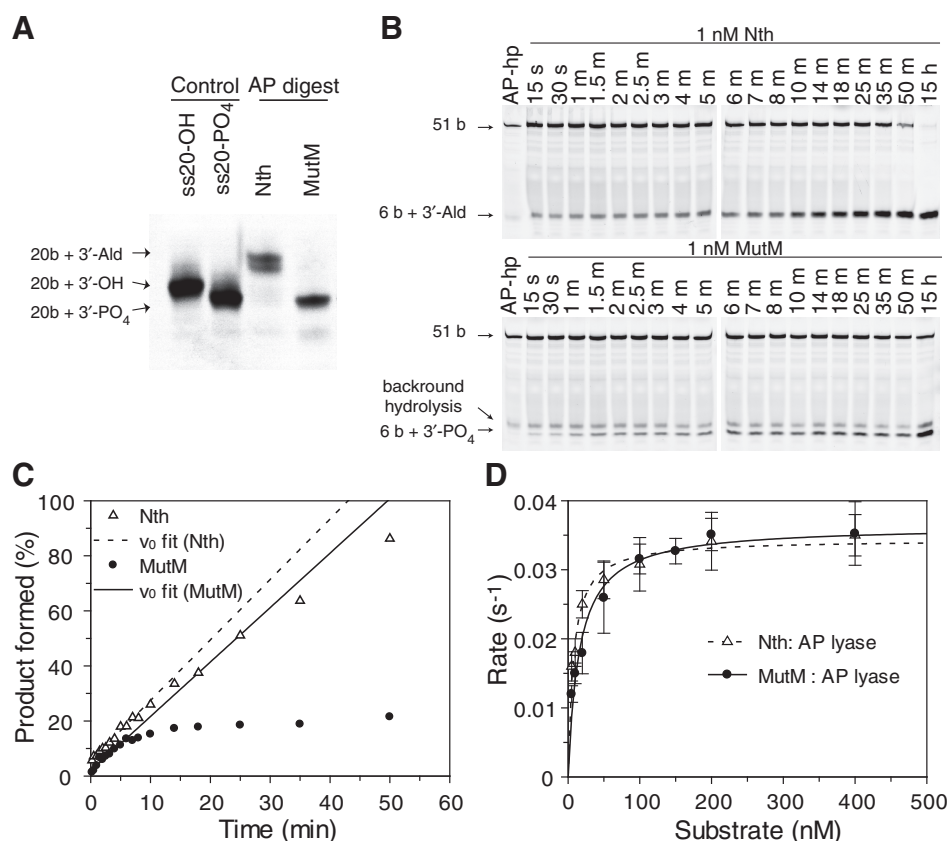 A
Control
AP digest
ss20-OH
ss20-PO4
Nth
MutM
20b + 3′-Ald
20b + 3′-OH
20b + 3′-PO4
B
1 nM Nth
AP-hp
15 s
30 s
1 m
1.5 m
2 m
2.5 m
3 m
4 m
5 m
6 m
7 m
8 m
10 m
14 m
18 m
25 m
35 m
50 m
15 h
51 b
6 b + 3′-Ald
1 nM MutM
AP-hp
15 s
30 s
1 m
1.5 m
2 m
2.5 m
3 m
4 m
5 m
6 m
7 m
8 m
10 m
14 m
18 m
25 m
35 m
50 m
15 h
51 b
backround
hydrolysis
6 b + 3′-PO4
C
Product formed (%)
100
80
60
40
20
0
Nth
v0 fit (Nth)
MutM
v0 fit (MutM)
0
10
20
30
40
50
60
Time (min)
D
Rate (s-1)
0.04
0.03
0.02
0.01
0
Nth: AP lyase
MutM : AP lyase
0
100
200
300
400
500
Substrate (nM)